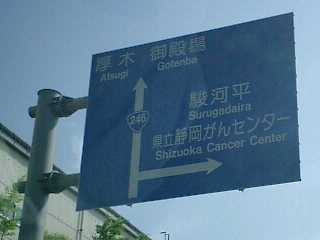 厚木 御殿場
Atsugi Gotenba
246
駿河平
Surugadaira
県立静岡がんセンター
Shizuoka Cancer Center